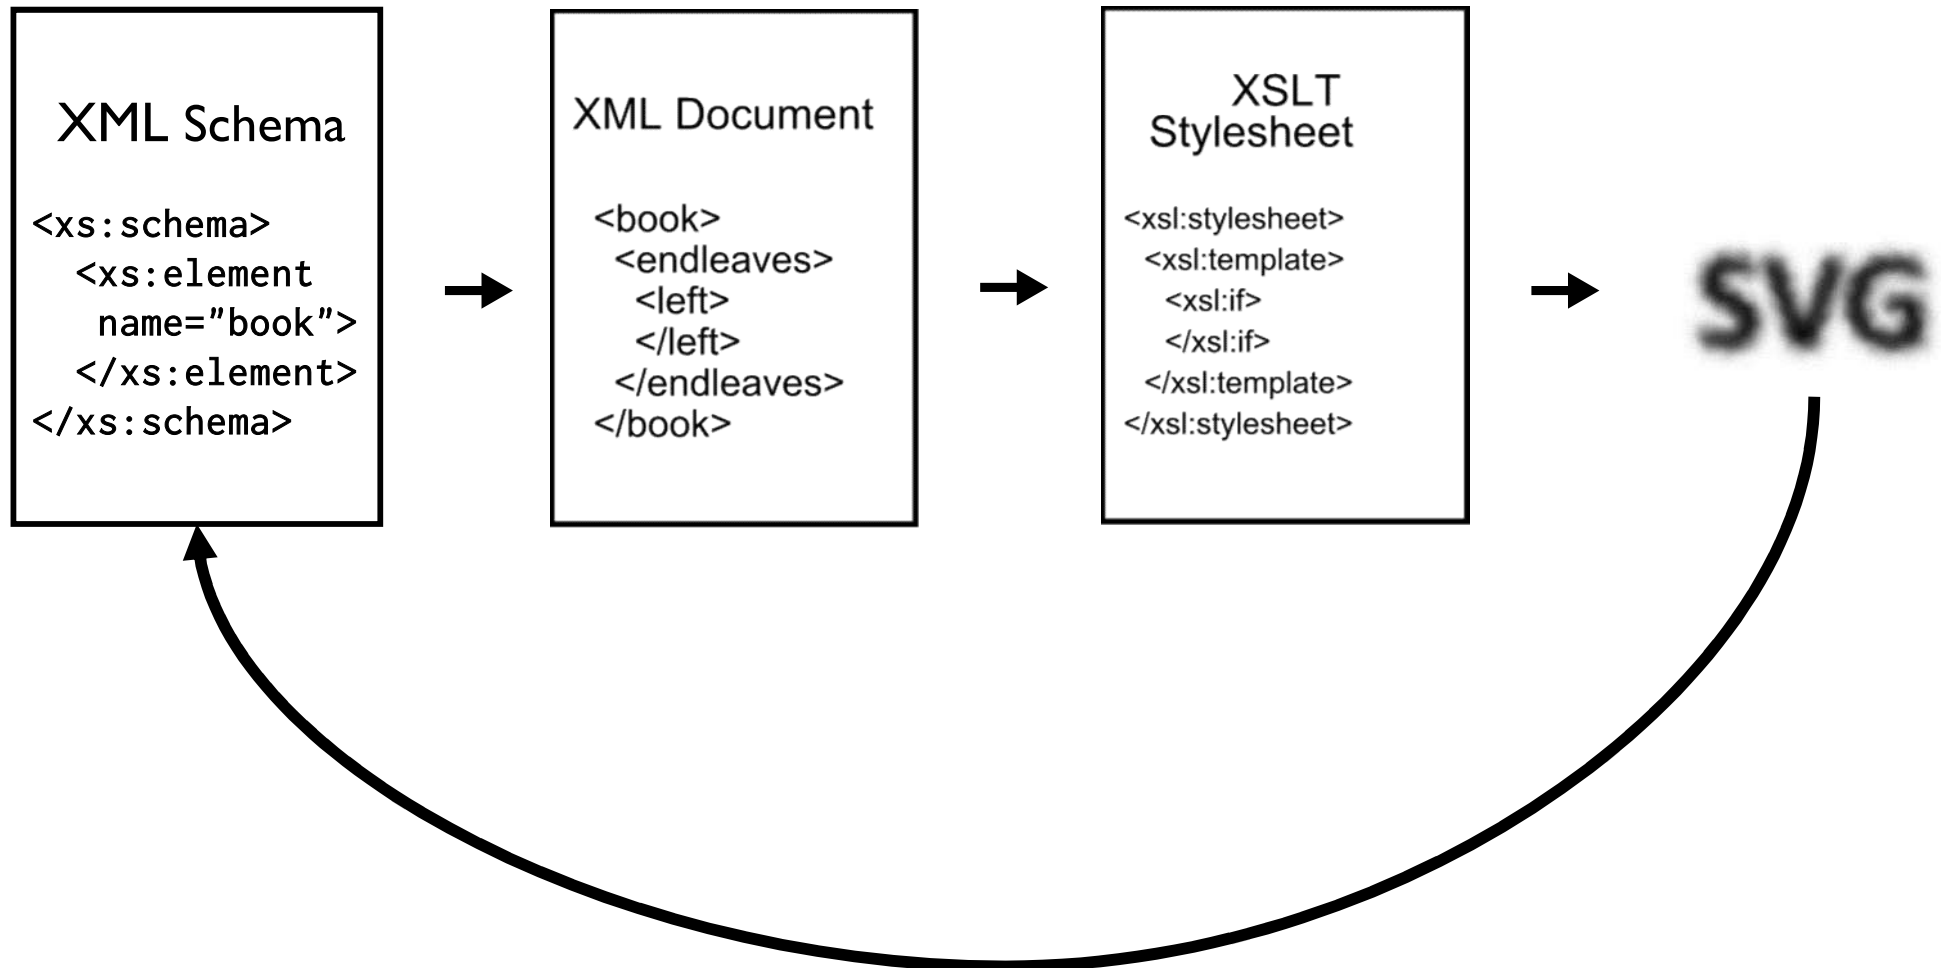 XML Schema
<xs:schema>
<xs:element
name="book">
</xs:element>
</xs:schema>
XML Document
<book>
<endleaves>
<left>
</left>
</endleaves>
</book>
XSLT
Stylesheet
<xsl:stylesheet>
<xsl:template>
<xsl:if>
</xsl:if>
</xsl:template>
</xsl:stylesheet>
SVG